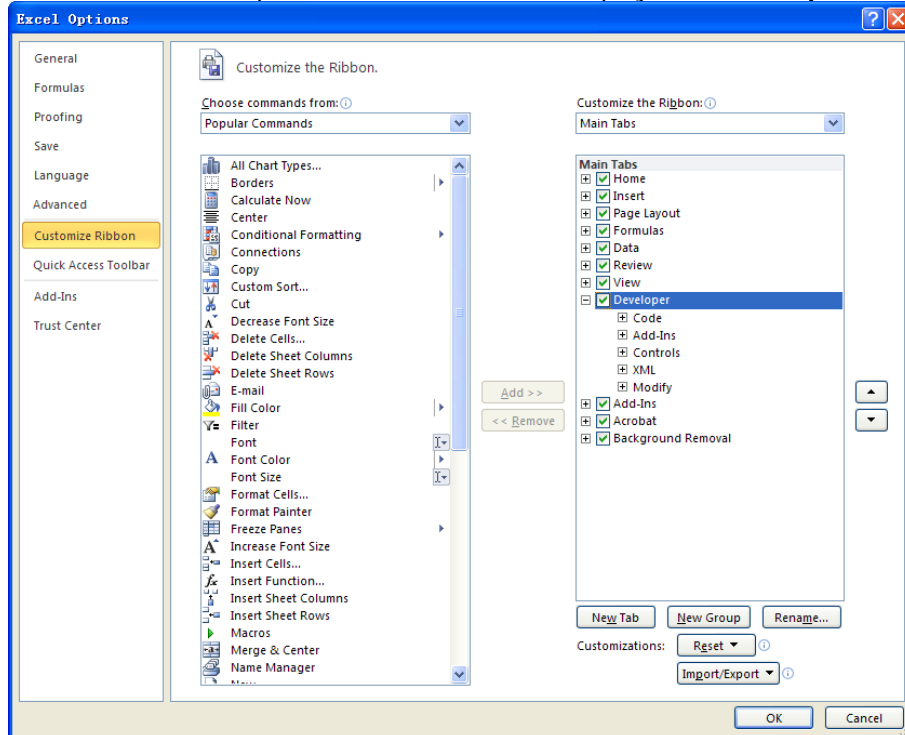 Excel Options
General
Formulas
Proofing
Save
Language
Advanced
Customize Ribbon
Quick Access Toolbar
Add-Ins
Trust Center
Customize the Ribbon.
Choose commands from:
Popular Commands
All Chart Types...
Borders
Calculate Now
Center
Conditional Formatting
Connections
Copy
Custom Sort...
Cut
Decrease Font Size
Delete Cells...
Delete Sheet Columns
Delete Sheet Rows
E-mail
Fill Color
Filter
Font
Font Color
Font Size
Format Cells...
Format Painter
Freeze Panes
Increase Font Size
Insert Cells...
Insert Function...
Insert Sheet Columns
Insert Sheet Rows
Macros
Merge & Center
Name Manager
Add >>
<< Remove
Customize the Ribbon:
Main Tabs
Main Tabs
Home
Insert
Page Layout
Formulas
Data
Review
View
Developer
Code
Add-Ins
Controls
XML
Modify
Add-Ins
Acrobat
Background Removal
New Tab
New Group
Rename...
Customizations:
Reset
Import/Export
OK
Cancel